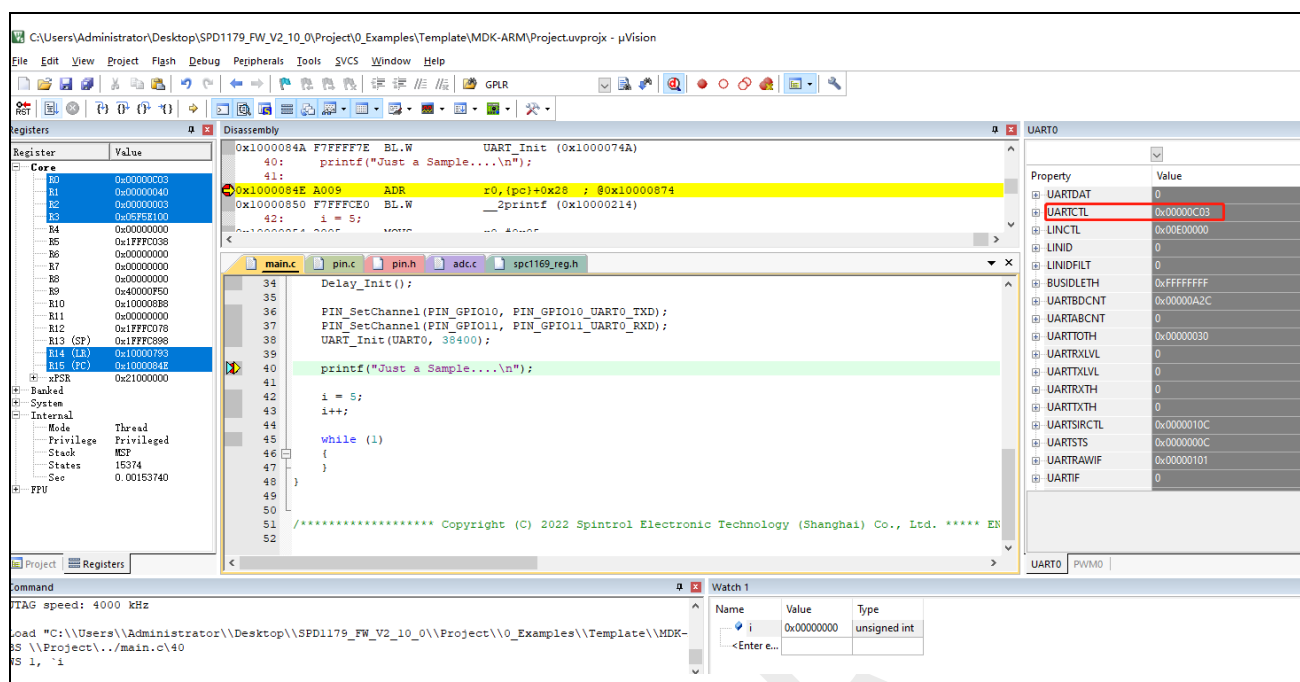 C:\Users\Administrator\Desktop\SPD1179_FW_V2_10_0\Project\0_Examples\Template\MDK-ARM\Project.uvprojx - µVision
File Edit View Project Flash Debug Peripherals Tools SVCS Window Help
GPLR
RST
Registers
Register Value
Core
R0 0x00000C03
R1 0x00000040
R2 0x00000003
R3 0x05F5E100
R4 0x00000000
R5 0x1FFFC038
R6 0x00000000
R7 0x00000000
R8 0x00000000
R9 0x40000F50
R10 0x100008B8
R11 0x00000000
R12 0x1FFFC078
R13 (SP) 0x1FFFC898
R14 (LR) 0x10000793
R15 (PC) 0x1000084E
xPSR 0x21000000
Banked
System
Internal
Mode Thread
Privilege Privileged
Stack MSP
States 15374
Sec 0.00153740
FPU
Project Registers
Disassembly
0x1000084A F7FFFF7E BL.W UART_Init (0x1000074A)
40: printf("Just a Sample....\n");
41:
0x1000084E A009 ADR r0,{pc}+0x28 ; @0x10000874
0x10000850 F7FFFCE0 BL.W __2printf (0x10000214)
42: i = 5;
0x10000854 2005 MOVS r0,#0x05
main.c pin.c pin.h adc.c spc1169_reg.h
34 Delay_Init();
35
36 PIN_SetChannel(PIN_GPIO10, PIN_GPIO10_UART0_TXD);
37 PIN_SetChannel(PIN_GPIO11, PIN_GPIO11_UART0_RXD);
38 UART_Init(UART0, 38400);
39
40 printf("Just a Sample....\n");
41
42 i = 5;
43 i++;
44
45 while (1)
46 {
47 }
48 }
49
50
51 /******************* Copyright (C) 2022 Spintrol Electronic Technology (Shanghai) Co., Ltd. ***** EN
52
UART0
Property Value
UARTDAT 0
UARTCTL 0x00000C03
LINCTL 0x00E00000
LINID 0
LINIDFILT 0
BUSIDLETH 0xFFFFFFFF
UARTBDCNT 0x00000A2C
UARTABCNT 0
UARTTOTH 0x00000030
UARTRXLVL 0
UARTTXLVL 0
UARTRXTH 0
UARTTXTH 0
UARTSIRCTL 0x0000010C
UARTSTS 0x0000000C
UARTRAWIF 0x00000101
UARTIF 0
UART0 PWM0
Command
JTAG speed: 4000 kHz
Load "C:\\Users\\Administrator\\Desktop\\SPD1179_FW_V2_10_0\\Project\\0_Examples\\Template\\MDK-
BS \\Project\../main.c\40
WS 1, `i
Watch 1
Name Value Type
i 0x00000000 unsigned int
<Enter e...